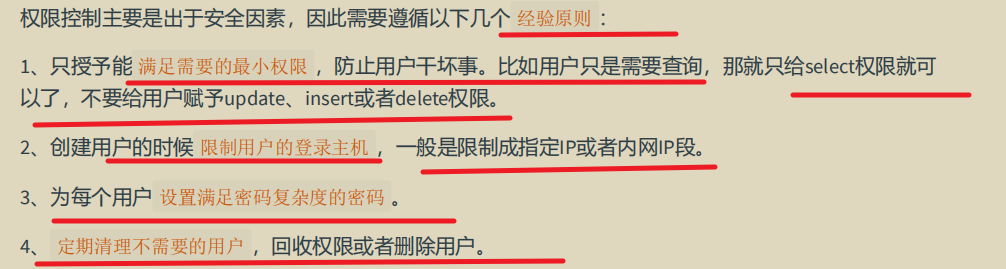 权限控制主要是出于安全因素，因此需要遵循以下几个 经验原则 ：
1、只授予能 满足需要的最小权限 ，防止用户干坏事。比如用户只是需要查询，那就只给select权限就可
以了，不要给用户赋予update、insert或者delete权限。
2、创建用户的时候 限制用户的登录主机 ，一般是限制成指定IP或者内网IP段。
3、为每个用户 设置满足密码复杂度的密码 。
4、 定期清理不需要的用户 ，回收权限或者删除用户。